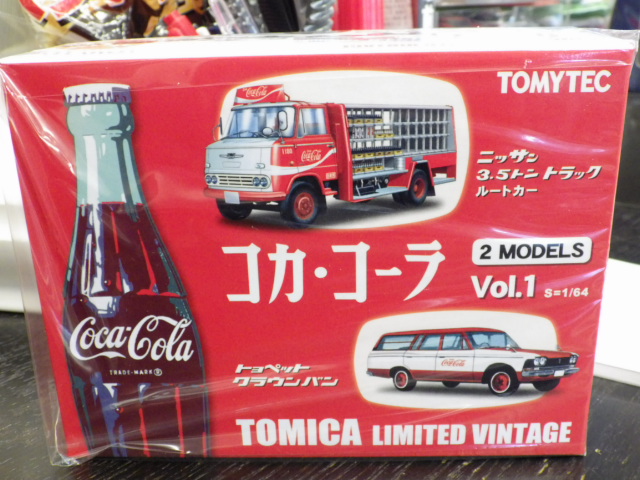 TOMYTEC
Coca-Cola
Coca-Cola
ニッサン
3.5トン トラック
ルートカー
コカ・コーラ
2 MODELS
Vol.1 S=1/64
Coca-Cola
TRADE-MARK ®
Coca-Cola
トヨペット
クラウンバン
TOMICA LIMITED VINTAGE